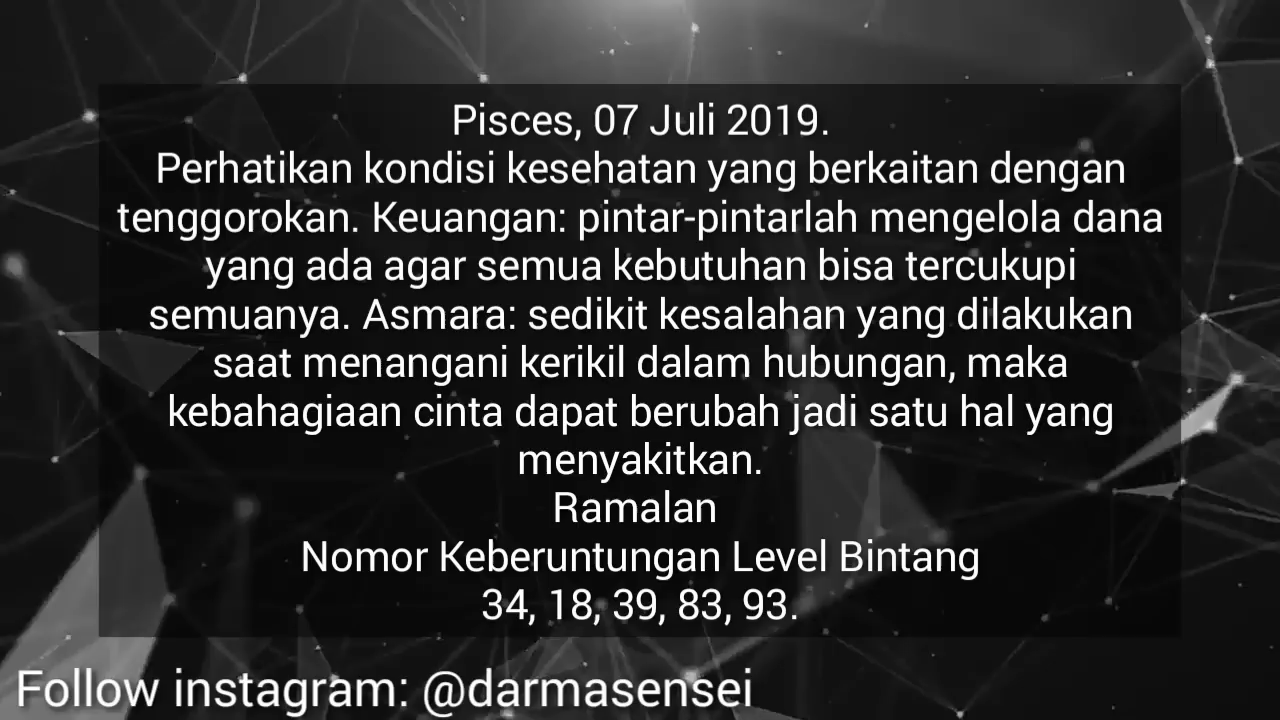 Pisces, 07 Juli 2019.
Perhatikan kondisi kesehatan yang berkaitan dengan
tenggorokan. Keuangan: pintar-pintarlah mengelola dana
yang ada agar semua kebutuhan bisa tercukupi
semuanya. Asmara: sedikit kesalahan yang dilakukan
saat menangani kerikil dalam hubungan, maka
kebahagiaan cinta dapat berubah jadi satu hal yang
menyakitkan.
Ramalan
Nomor Keberuntungan Level Bintang
34, 18, 39, 83, 93.
Follow instagram: @darmasensei